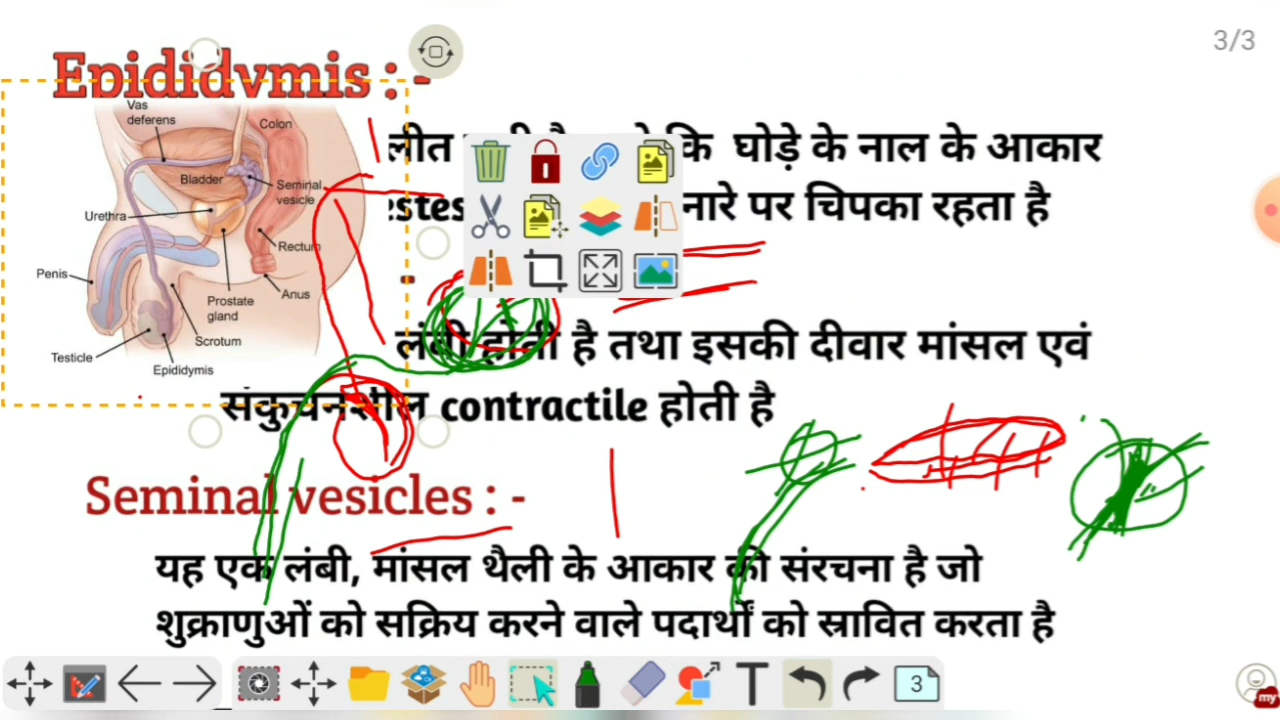 3/3
Epididymis : -
Vas
deferens
Colon
लीत कि घोड़े के नाल के आकार
Bladder
Seminal
vesicle
नारे पर चिपका रहता है
Urethra
Rectum
Penis
Anus
Prostate
gland
Scrotum
लंबी होती है तथा इसकी दीवार मांसल एवं
Testicle
Epididymis
संकुचनशील contractile होती है
Seminal vesicles : -
यह एक लंबी, मांसल थैली के आकार की संरचना है जो
शुक्राणुओं को सक्रिय करने वाले पदार्थों को स्रावित करता है
T
3
my